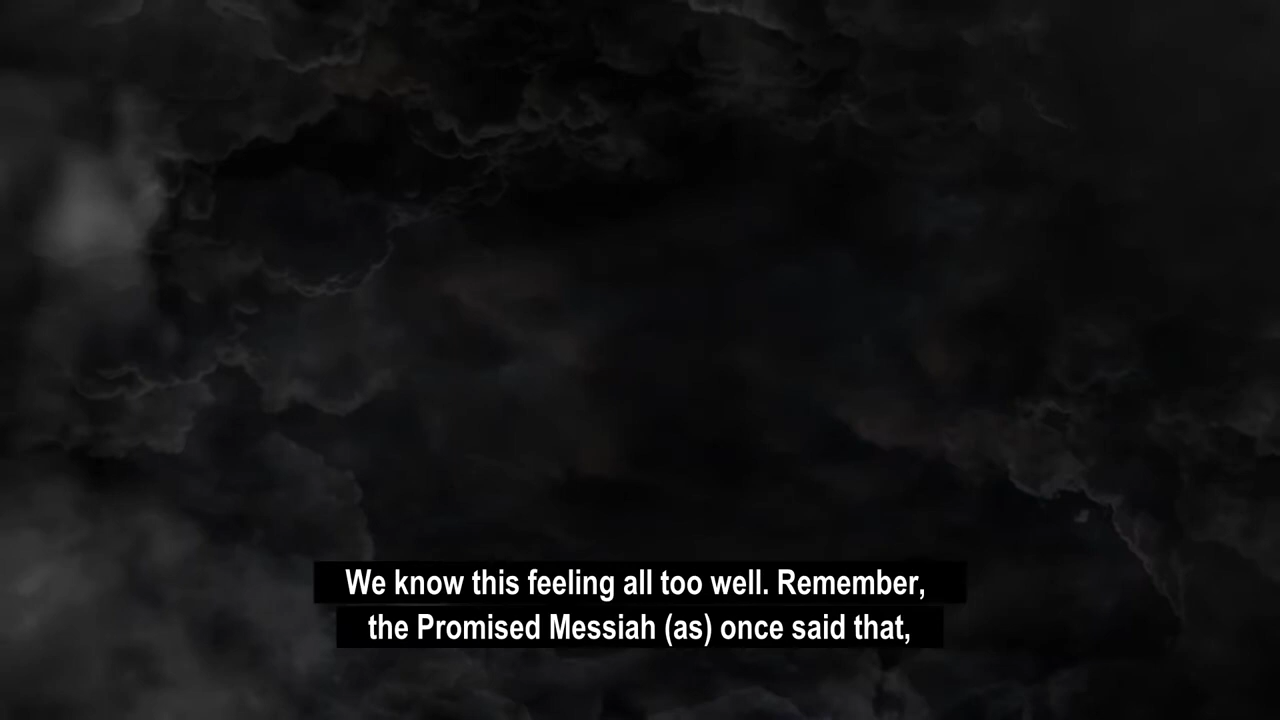 We know this feeling all too well. Remember,
the Promised Messiah (as) once said that,